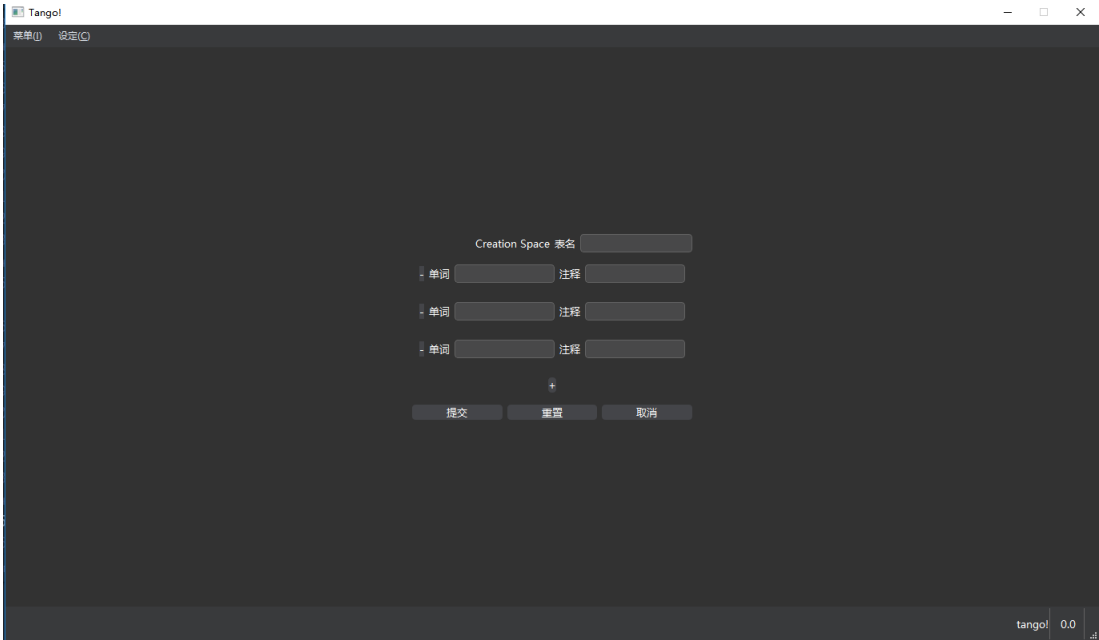 Tango!
菜单(I) 设定(C)
Creation Space 表名
- 单词 注释
- 单词 注释
- 单词 注释
+
提交 重置 取消
tango! 0.0